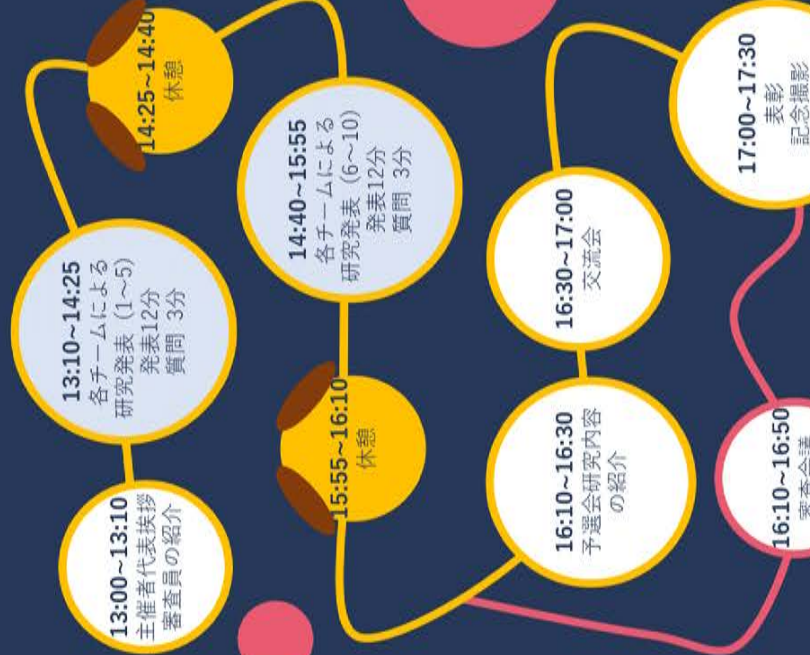 13:00~13:10
主催者代表挨拶
審査員の紹介
13:10~14:25
各チームによる
研究発表（1～5）
発表12分
質問 3分
14:25~14:40
休憩
14:40~15:55
各チームによる
研究発表（6～10）
発表12分
質問 3分
15:55~16:10
休憩
16:10~16:30
予選会研究内容
の紹介
16:30~17:00
交流会
16:10~16:50
審査会議
17:00~17:30
表彰
記念撮影